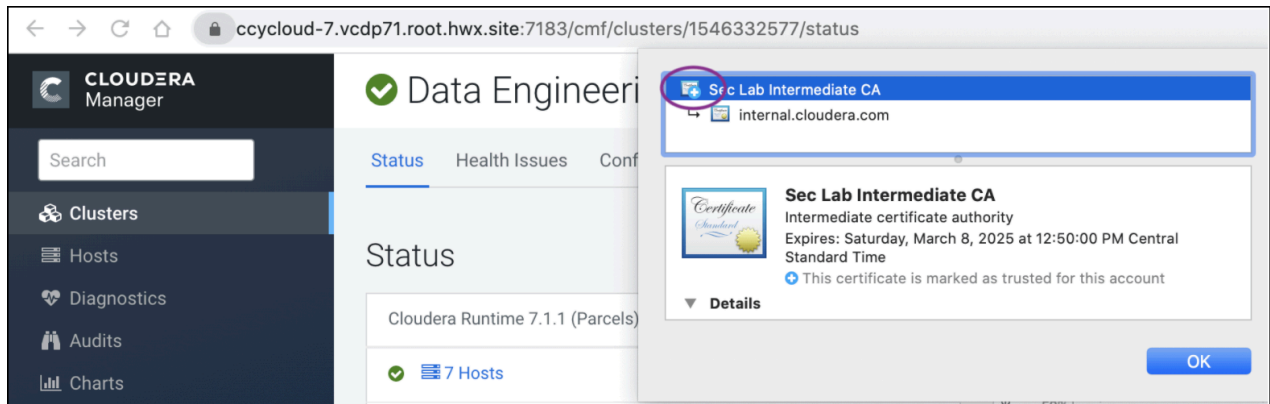 ccycloud-7.vcdp71.root.hwx.site:7183/cmf/clusters/1546332577/status
CLOUDERA
Manager
Search
Clusters
Hosts
Diagnostics
Audits
Charts
Data Engineeri
Status Health Issues Conf
Status
Cloudera Runtime 7.1.1 (Parcels)
7 Hosts
Sec Lab Intermediate CA
internal.cloudera.com
Certificate
Standard
Sec Lab Intermediate CA
Intermediate certificate authority
Expires: Saturday, March 8, 2025 at 12:50:00 PM Central
Standard Time
This certificate is marked as trusted for this account
Details
OK